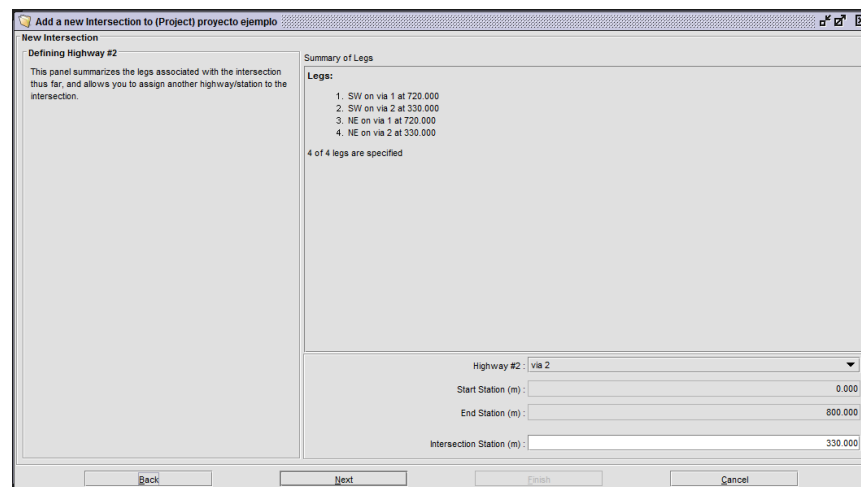 Add a new Intersection to (Project) proyecto ejemplo
New Intersection
Defining Highway #2
This panel summarizes the legs associated with the intersection
thus far, and allows you to assign another highway/station to the
intersection.
Summary of Legs
Legs:
1. SW on via 1 at 720.000
2. SW on via 2 at 330.000
3. NE on via 1 at 720.000
4. NE on via 2 at 330.000
4 of 4 legs are specified
Highway #2 : via 2
Start Station (m) : 0.000
End Station (m) : 800.000
Intersection Station (m) : 330.000
Back Next Finish Cancel